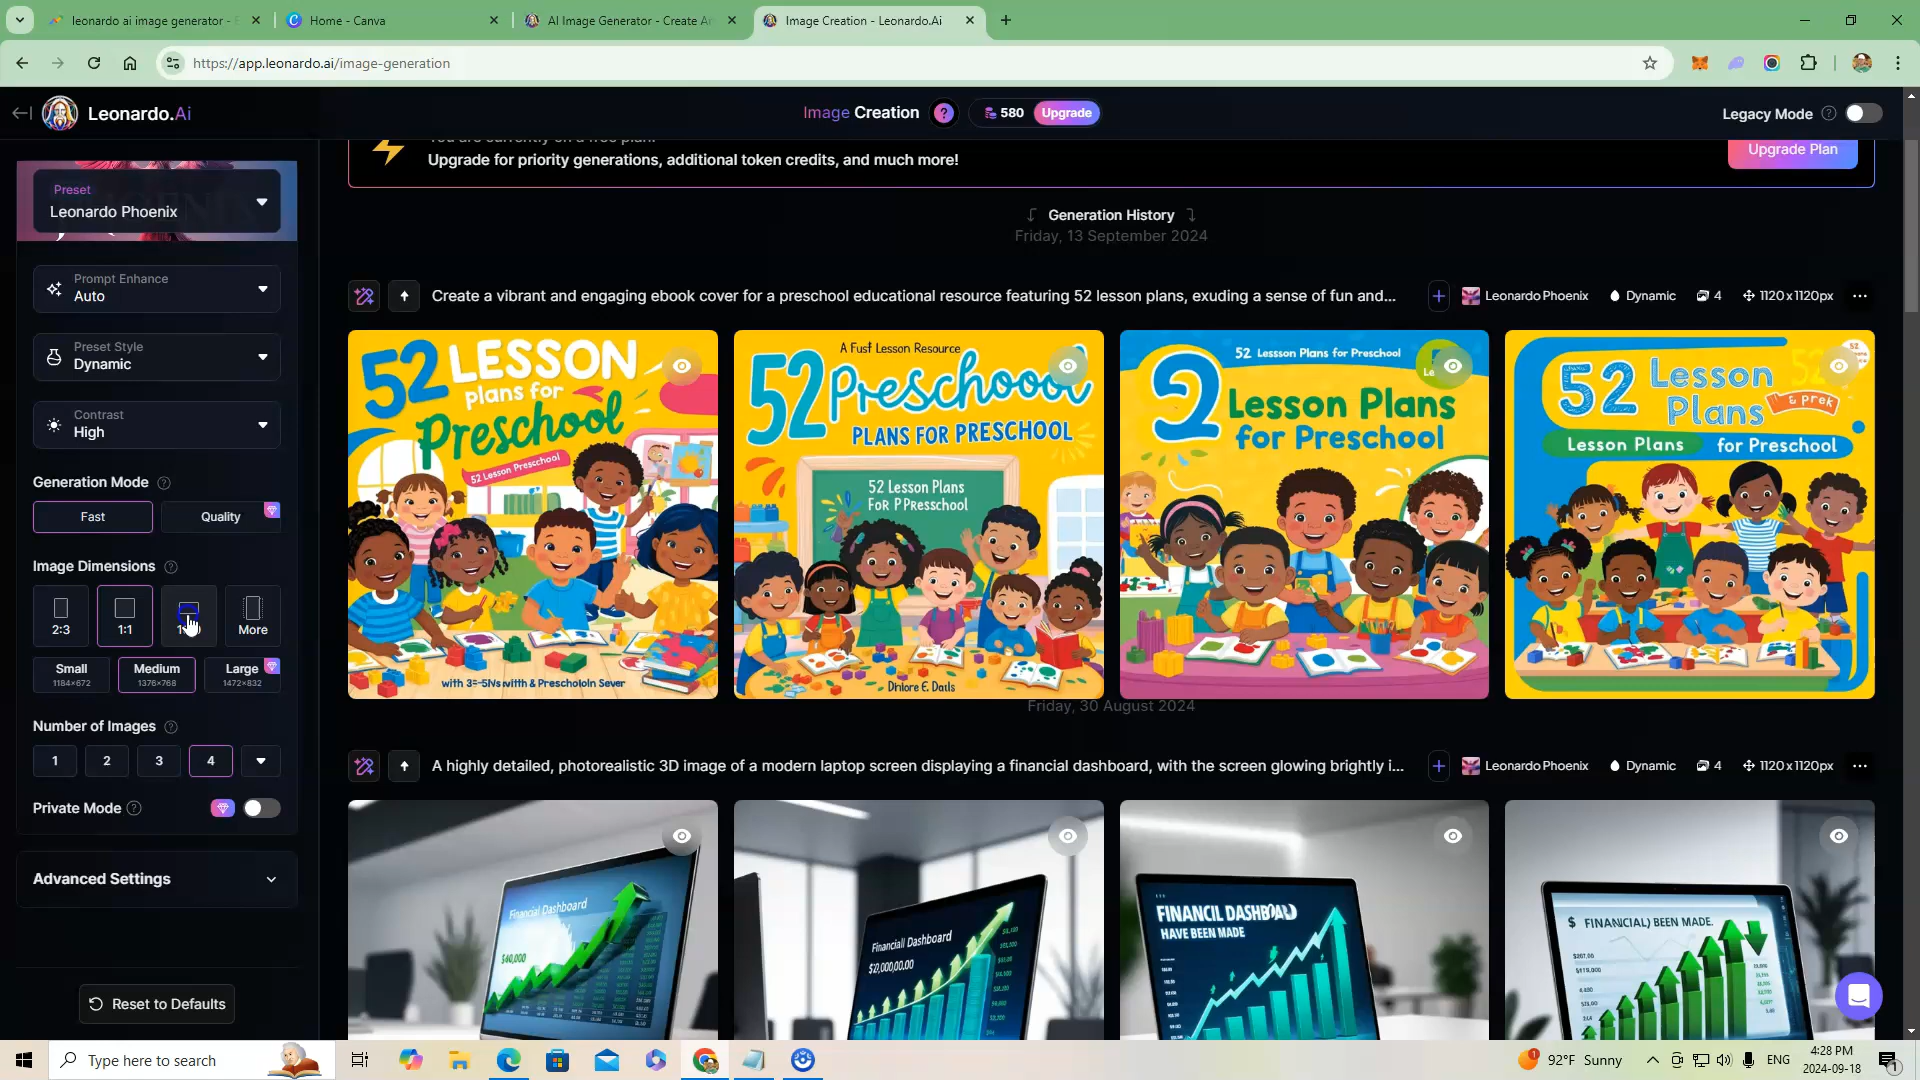 leonardo ai image generator -
Home - Canva
AI Image Generator - Create Ar
Image Creation - Leonardo.Ai
https://app.leonardo.ai/image-generation
Leonardo.Ai
Image Creation
?
580
Upgrade
Legacy Mode
Upgrade for priority generations, additional token credits, and much more!
Upgrade Plan
Preset
Leonardo Phoenix
Prompt Enhance
Auto
Preset Style
Dynamic
Contrast
High
Generation Mode
Fast
Quality
Image Dimensions
2:3
1:1
More
Small
1184×672
Medium
1376×768
Large
1472×832
Number of Images
1
2
3
4
Private Mode
Advanced Settings
Reset to Defaults
Generation History
Friday, 13 September 2024
Create a vibrant and engaging ebook cover for a preschool educational resource featuring 52 lesson plans, exuding a sense of fun and...
Leonardo Phoenix
Dynamic
4
1120x1120px
52 LESSON
plans for
Preschool
52 Lesson Preschool
A Fusf Lesson Resource
52 Preschoool
PLANS FOR PRESCHOOL
52 Lesson Plans
For P Presschool
52 Lessson Plans for Preschool
2 Lesson Plans
for Preschool
52 Lesson
Plans
& PREK
Lesson Plans for Preschool
Friday, 30 August 2024
A highly detailed, photorealistic 3D image of a modern laptop screen displaying a financial dashboard, with the screen glowing brightly i...
Leonardo Phoenix
Dynamic
4
1120x1120px
Financial Dashboard
$40,000
Financiall Dashboard
$2,000,00.00
HAVE BEEN MADE
$ FINANCIAL) BEEN MADE.
Type here to search
1
92°F Sunny
ENG
4:28 PM
2024-09-18
1